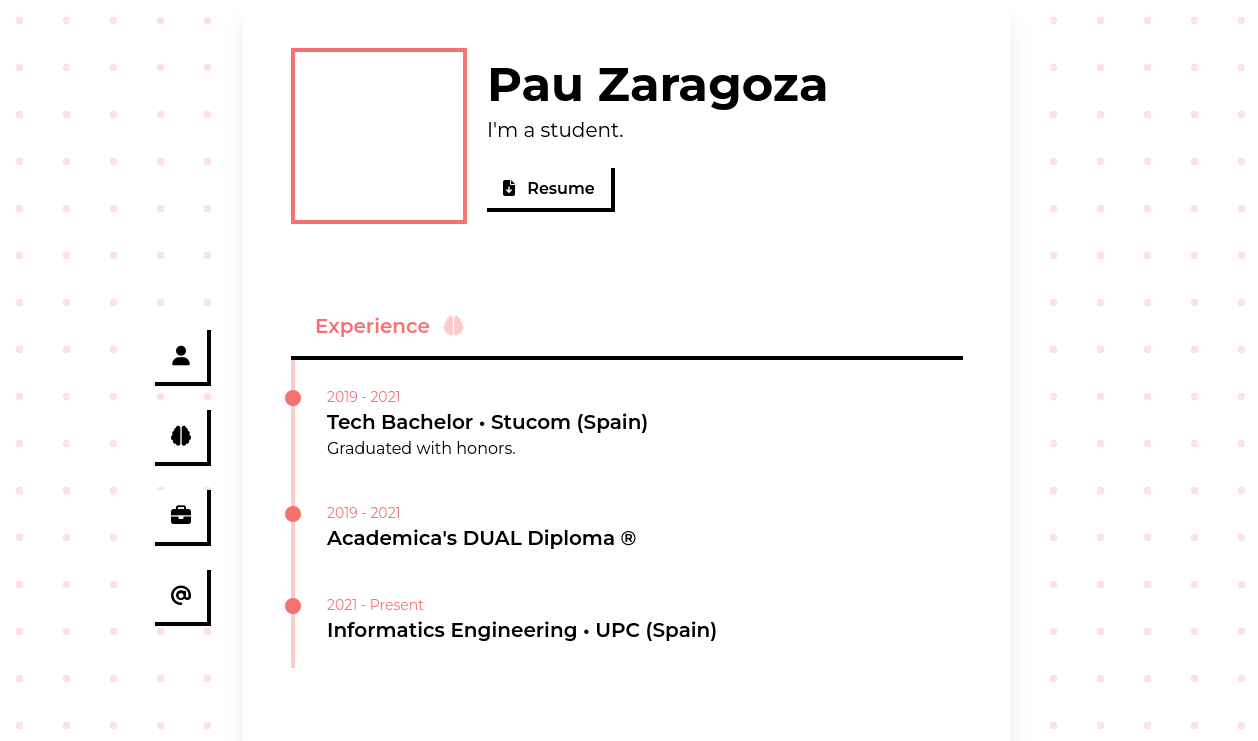 Pau Zaragoza
I'm a student.
Resume
Experience
2019 - 2021
Tech Bachelor • Stucom (Spain)
Graduated with honors.
2019 - 2021
Academica's DUAL Diploma ®
2021 - Present
Informatics Engineering • UPC (Spain)